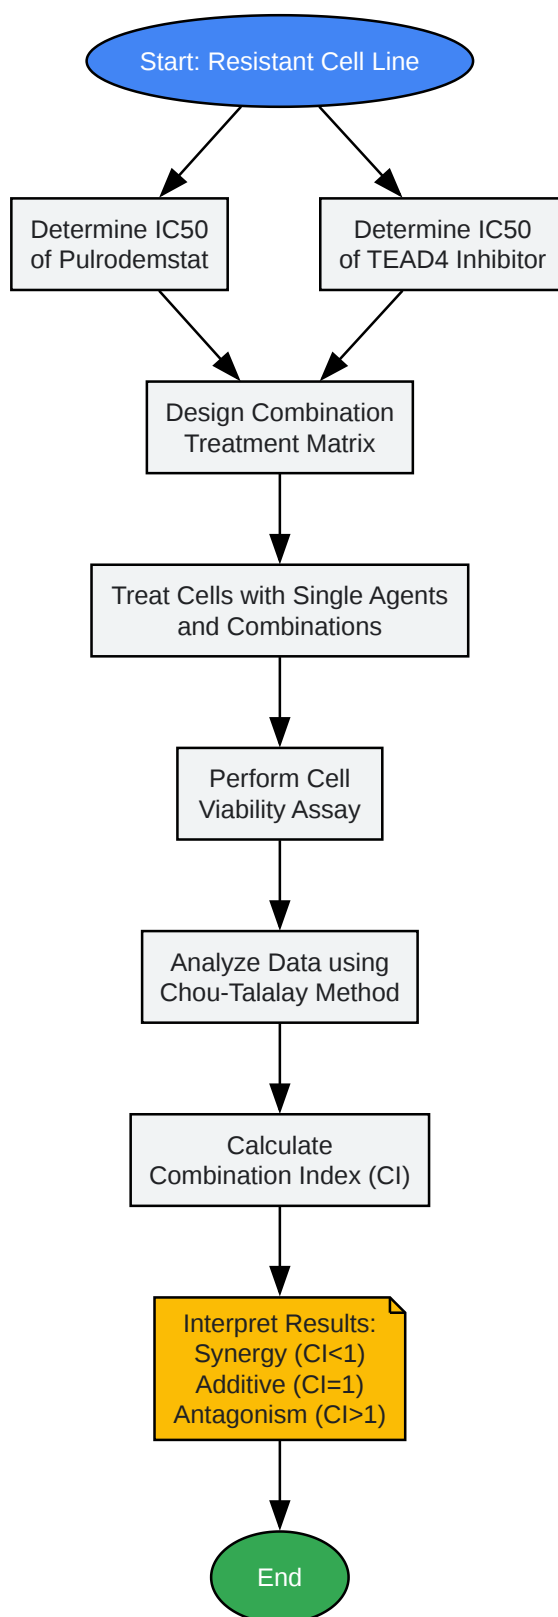 Start: Resistant Cell Line
Determine IC50
of Pulrodemstat
Determine IC50
of TEAD4 Inhibitor
Design Combination
Treatment Matrix
Treat Cells with Single Agents
and Combinations
Perform Cell
Viability Assay
Analyze Data using
Chou-Talalay Method
Calculate
Combination Index (CI)
Interpret Results:
Synergy (CI<1)
Additive (CI=1)
Antagonism (CI>1)
End